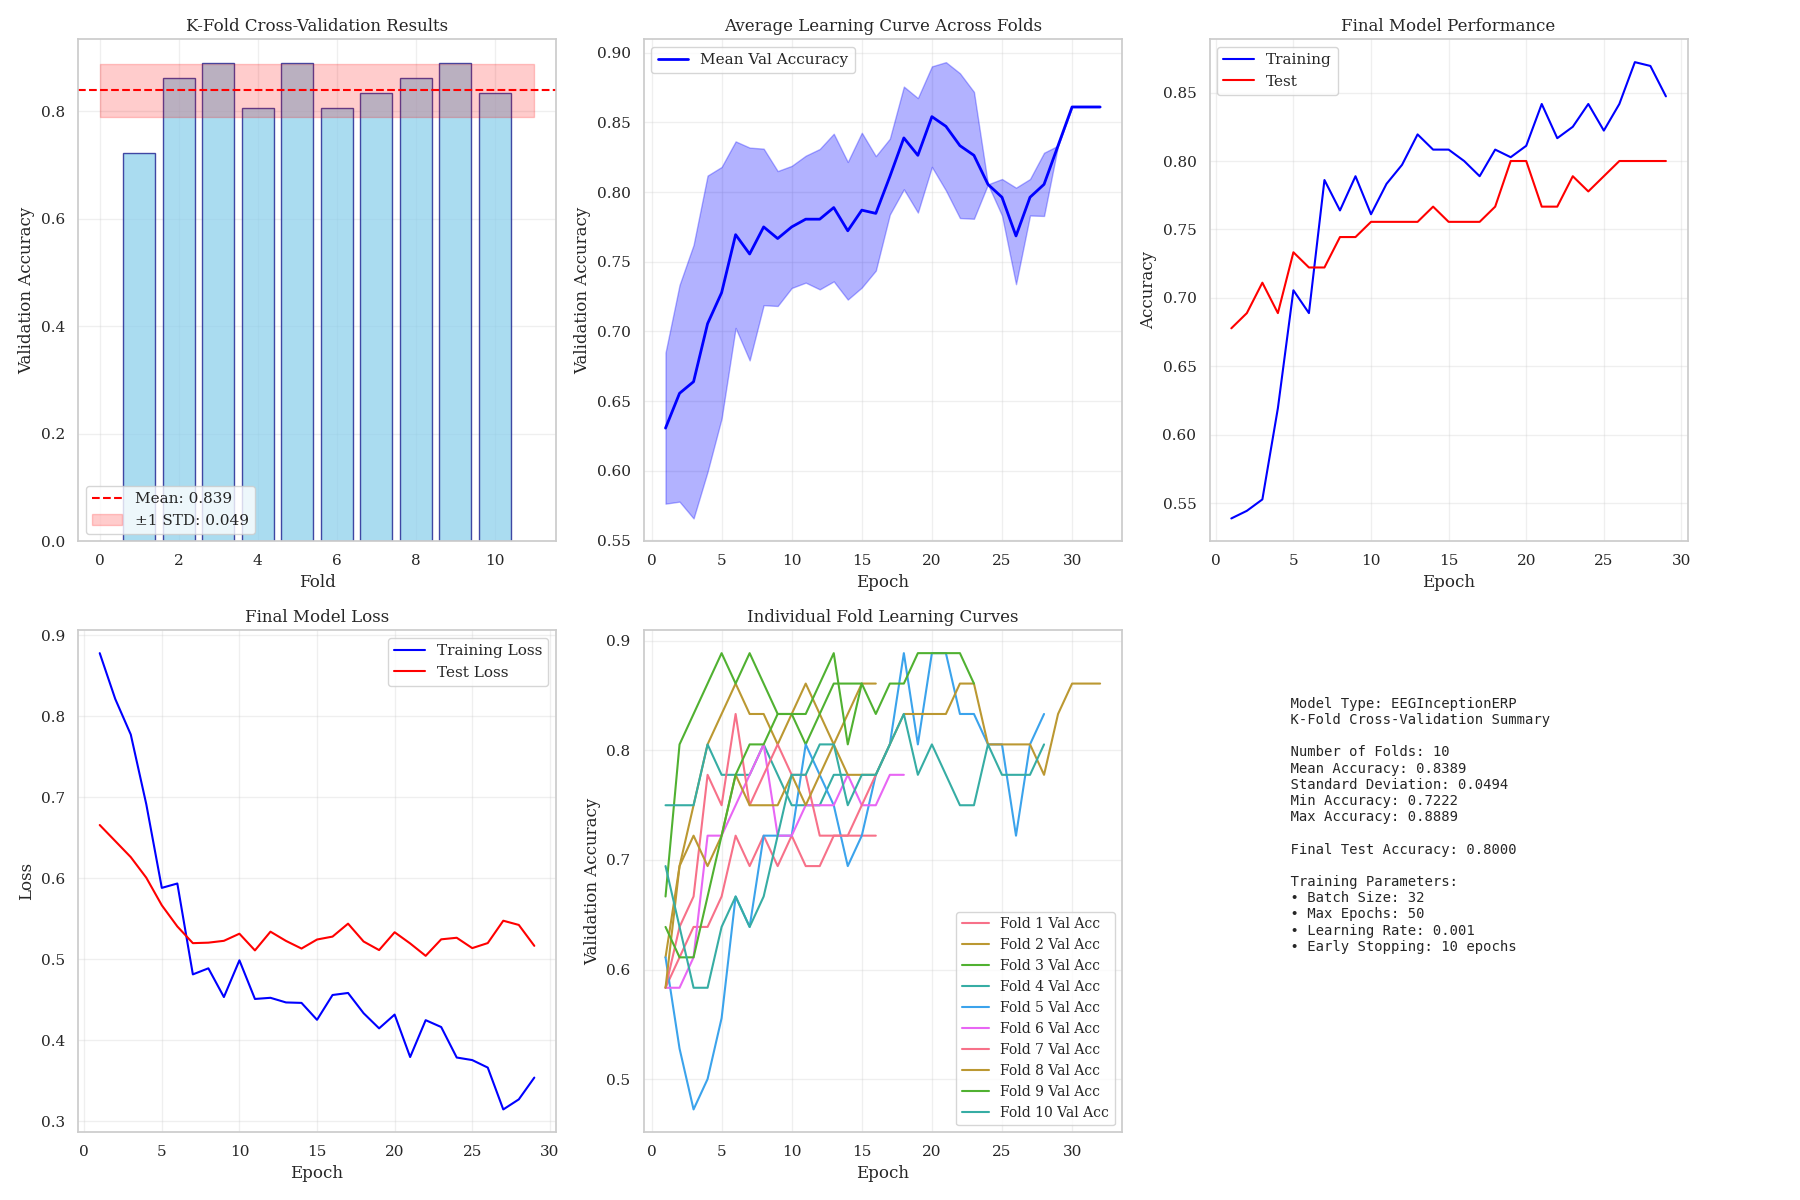 K-Fold Cross-Validation Results
Validation Accuracy
0.8
0.6
0.4
0.2
0.0
Mean: 0.839
±1 STD: 0.049
0 2 4 6 8 10
Fold
Average Learning Curve Across Folds
Validation Accuracy
0.90
0.85
0.80
0.75
0.70
0.65
0.60
0.55
Mean Val Accuracy
0 5 10 15 20 25 30
Epoch
Final Model Performance
Accuracy
0.85
0.80
0.75
0.70
0.65
0.60
0.55
Training
Test
0 5 10 15 20 25 30
Epoch
Final Model Loss
Loss
0.9
0.8
0.7
0.6
0.5
0.4
0.3
Training Loss
Test Loss
0 5 10 15 20 25 30
Epoch
Individual Fold Learning Curves
Validation Accuracy
0.9
0.8
0.7
0.6
0.5
Fold 1 Val Acc
Fold 2 Val Acc
Fold 3 Val Acc
Fold 4 Val Acc
Fold 5 Val Acc
Fold 6 Val Acc
Fold 7 Val Acc
Fold 8 Val Acc
Fold 9 Val Acc
Fold 10 Val Acc
0 5 10 15 20 25 30
Epoch
Model Type: EEGInceptionERP
K-Fold Cross-Validation Summary
Number of Folds: 10
Mean Accuracy: 0.8389
Standard Deviation: 0.0494
Min Accuracy: 0.7222
Max Accuracy: 0.8889
Final Test Accuracy: 0.8000
Training Parameters:
• Batch Size: 32
• Max Epochs: 50
• Learning Rate: 0.001
• Early Stopping: 10 epochs